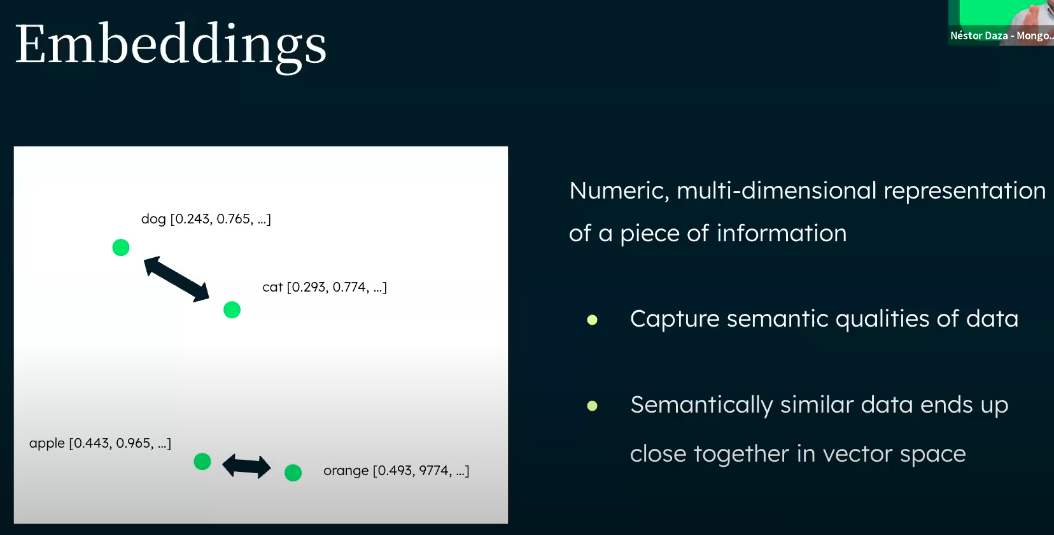 Embeddings
Néstor Daza - Mongo...
dog [0.243, 0.765, ...]
cat [0.293, 0.774, ...]
apple [0.443, 0.965, ...]
orange [0.493, 9774, ...]
Numeric, multi-dimensional representation
of a piece of information
• Capture semantic qualities of data
• Semantically similar data ends up
close together in vector space